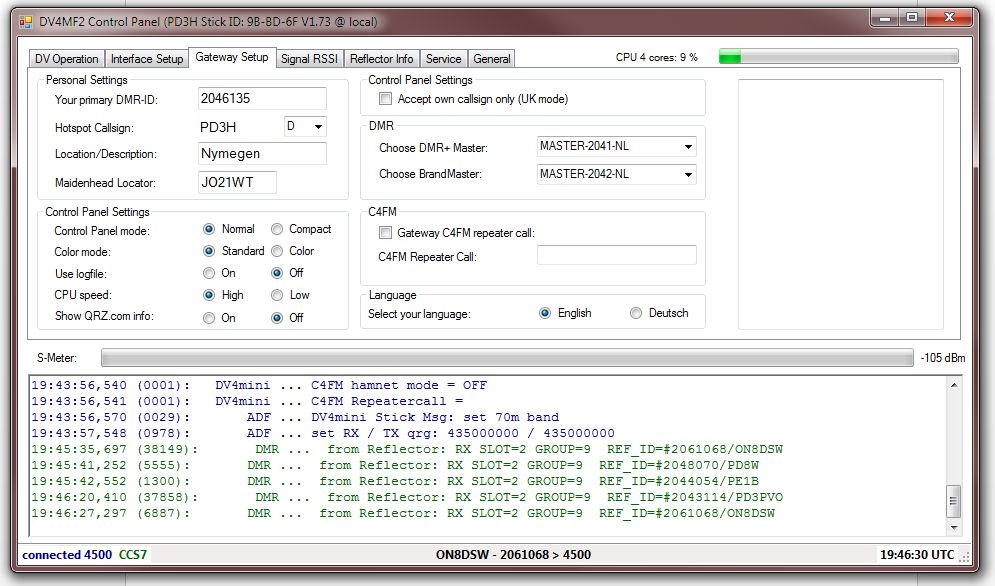 DV4MF2 Control Panel (PD3H Stick ID: 9B-BD-6F V1.73 @ local)
DV Operation Interface Setup Gateway Setup Signal RSSI Reflector Info Service General CPU 4 cores: 9 %
Personal Settings
Your primary DMR-ID: 2046135
Hotspot Callsign: PD3H D
Location/Description: Nymegen
Maidenhead Locator: JO21WT
Control Panel Settings
Control Panel mode: Normal Compact
Color mode: Standard Color
Use logfile: On Off
CPU speed: High Low
Show QRZ.com info: On Off
Control Panel Settings
Accept own callsign only (UK mode)
DMR
Choose DMR+ Master: MASTER-2041-NL
Choose BrandMaster: MASTER-2042-NL
C4FM
Gateway C4FM repeater call:
C4FM Repeater Call:
Language
Select your language: English Deutsch
S-Meter: -105 dBm
19:43:56,540 (0001): DV4mini ... C4FM hamnet mode = OFF
19:43:56,541 (0001): DV4mini ... C4FM Repeatercall =
19:43:56,570 (0029): ADF ... DV4mini Stick Msg: set 70m band
19:43:57,548 (0978): ADF ... set RX / TX qrg: 435000000 / 435000000
19:45:35,697 (38149): DMR ... from Reflector: RX SLOT=2 GROUP=9 REF_ID=#2061068/ON8DSW
19:45:41,252 (5555): DMR ... from Reflector: RX SLOT=2 GROUP=9 REF_ID=#2048070/PD8W
19:45:42,552 (1300): DMR ... from Reflector: RX SLOT=2 GROUP=9 REF_ID=#2044054/PE1B
19:46:20,410 (37858): DMR ... from Reflector: RX SLOT=2 GROUP=9 REF_ID=#2043114/PD3PVO
19:46:27,297 (6887): DMR ... from Reflector: RX SLOT=2 GROUP=9 REF_ID=#2061068/ON8DSW
connected 4500 CCS7 ON8DSW - 2061068 > 4500 19:46:30 UTC